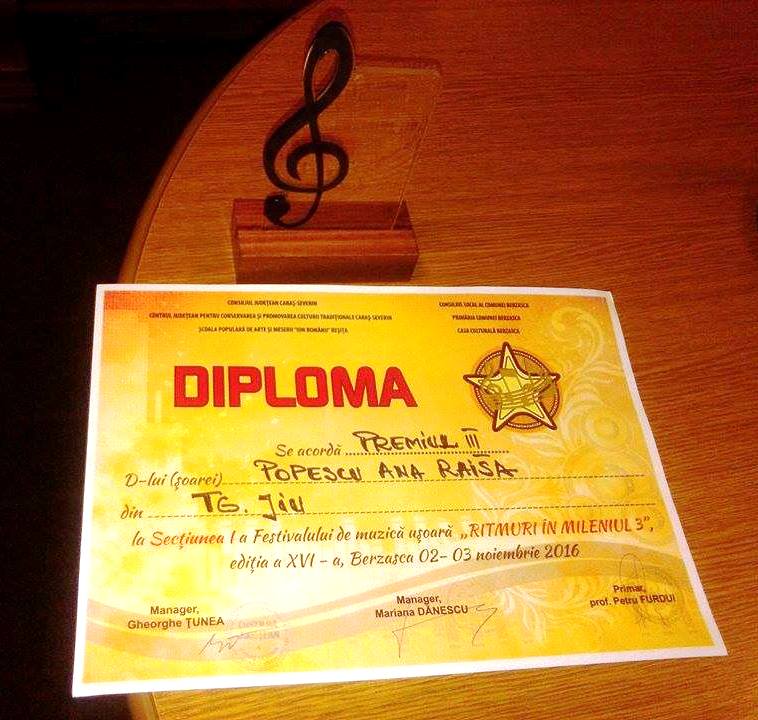 CONSILIUL JUDEȚEAN CARAȘ-SEVERIN
CENTRUL JUDEȚEAN PENTRU CONSERVAREA ȘI PROMOVAREA CULTURII TRADIȚIONALE CARAȘ-SEVERIN
ȘCOALA POPULARĂ DE ARTE ȘI MESERII "ION ROMÂNU" REȘIȚA
CONSILIUL LOCAL AL COMUNEI BERZASCA
PRIMĂRIA COMUNEI BERZASCA
CASA CULTURALĂ BERZASCA
DIPLOMA
Se acordă PREMIUL III
D-lui (șoarei) POPESCU ANA RAISA
din TG. Jiu
la Secțiunea I a Festivalului de muzică ușoară „RITMURI ÎN MILENIUL 3”,
ediția a XVI - a, Berzasca 02- 03 noiembrie 2016
Manager,
Gheorghe ȚUNEA
Manager,
Mariana DĂNESCU
Primar,
prof. Petru FURDUI